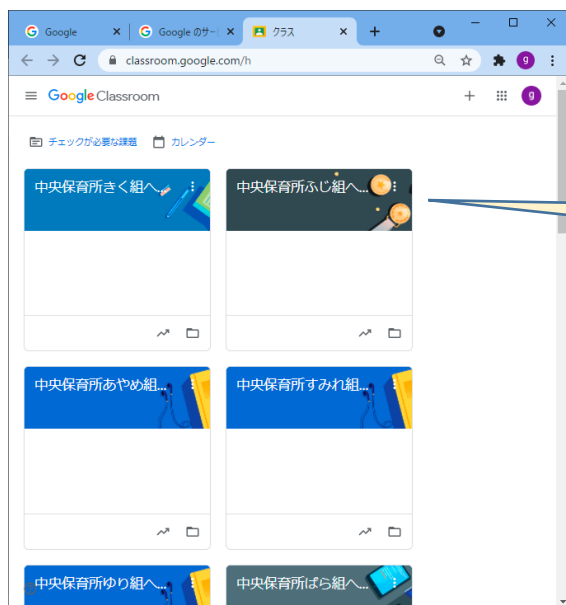 Google
Google のサー
クラス
classroom.google.com/h
g
Google Classroom
g
チェックが必要な課題
カレンダー
中央保育所きく組へ...
中央保育所ふじ組へ...
中央保育所あやめ組...
中央保育所すみれ組...
中央保育所ゆり組へ...
中央保育所ばら組へ...